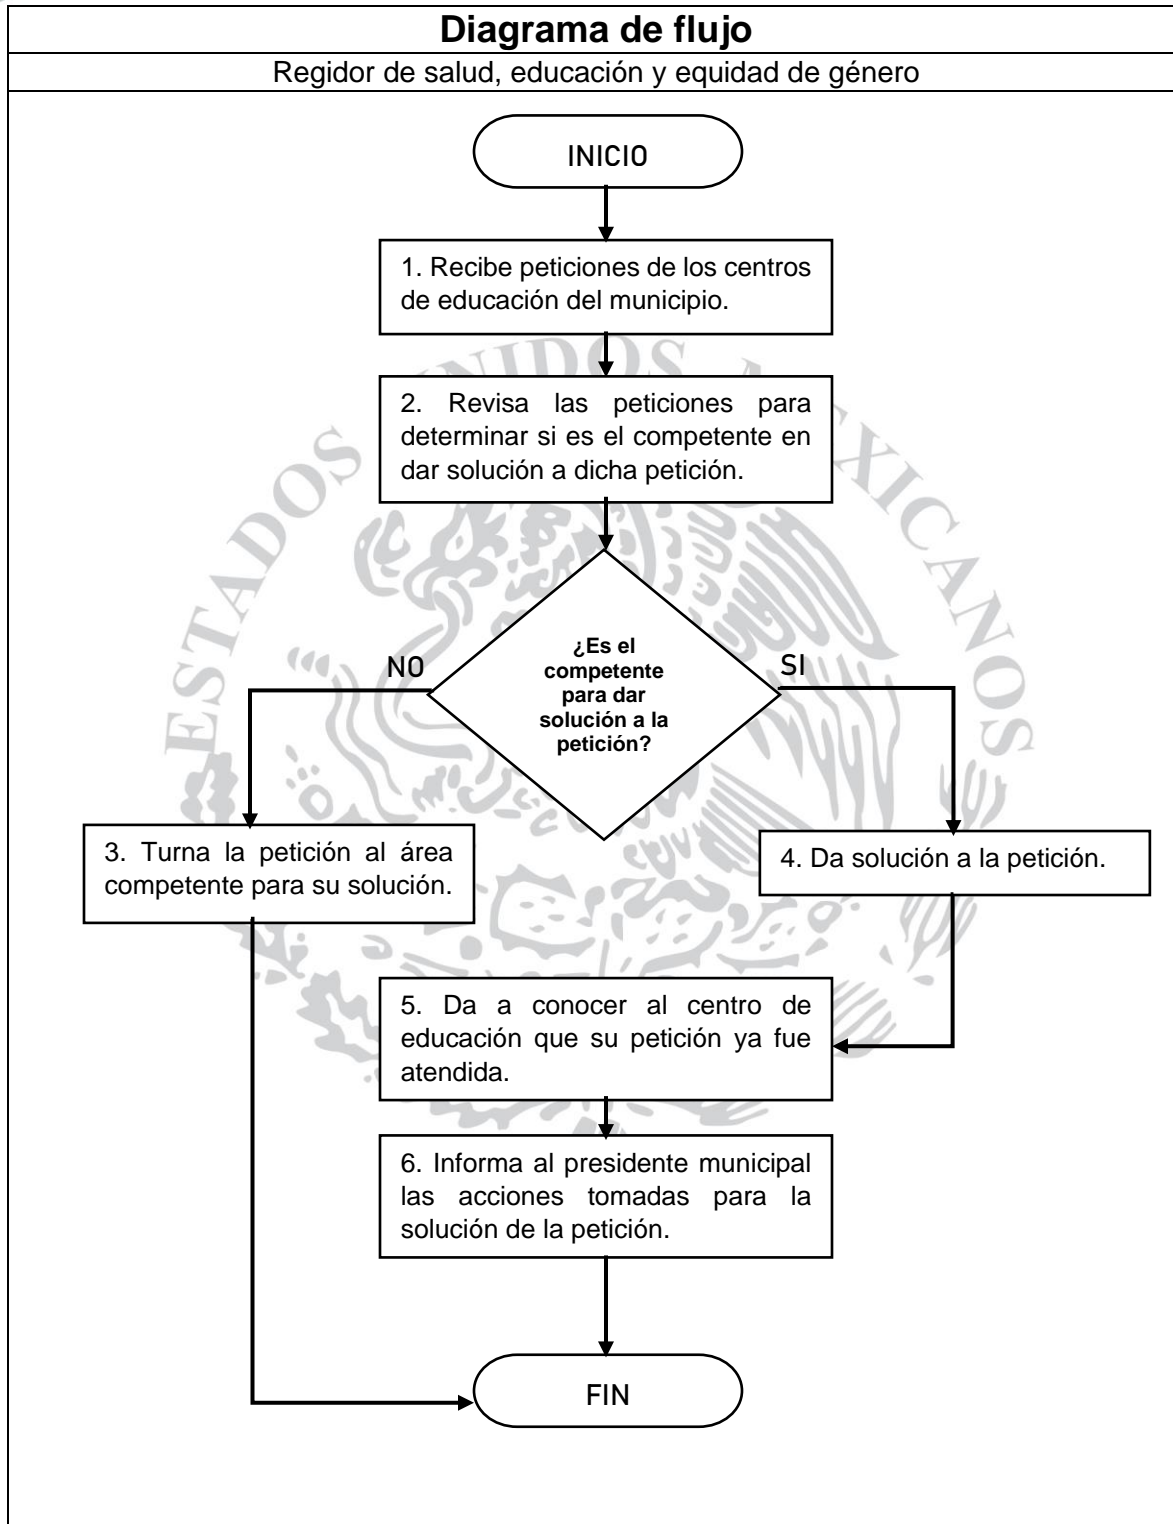 Diagrama de flujo
Regidor de salud, educación y equidad de género
INICIO
1. Recibe peticiones de los centros
de educación del municipio.
2. Revisa las peticiones para
determinar si es el competente en
dar solución a dicha petición.
¿Es el
competente
para dar
solución a la
petición?
NO
SI
3. Turna la petición al área
competente para su solución.
4. Da solución a la petición.
5. Da a conocer al centro de
educación que su petición ya fue
atendida.
6. Informa al presidente municipal
las acciones tomadas para la
solución de la petición.
FIN
ESTADOS UNIDOS MEXICANOS